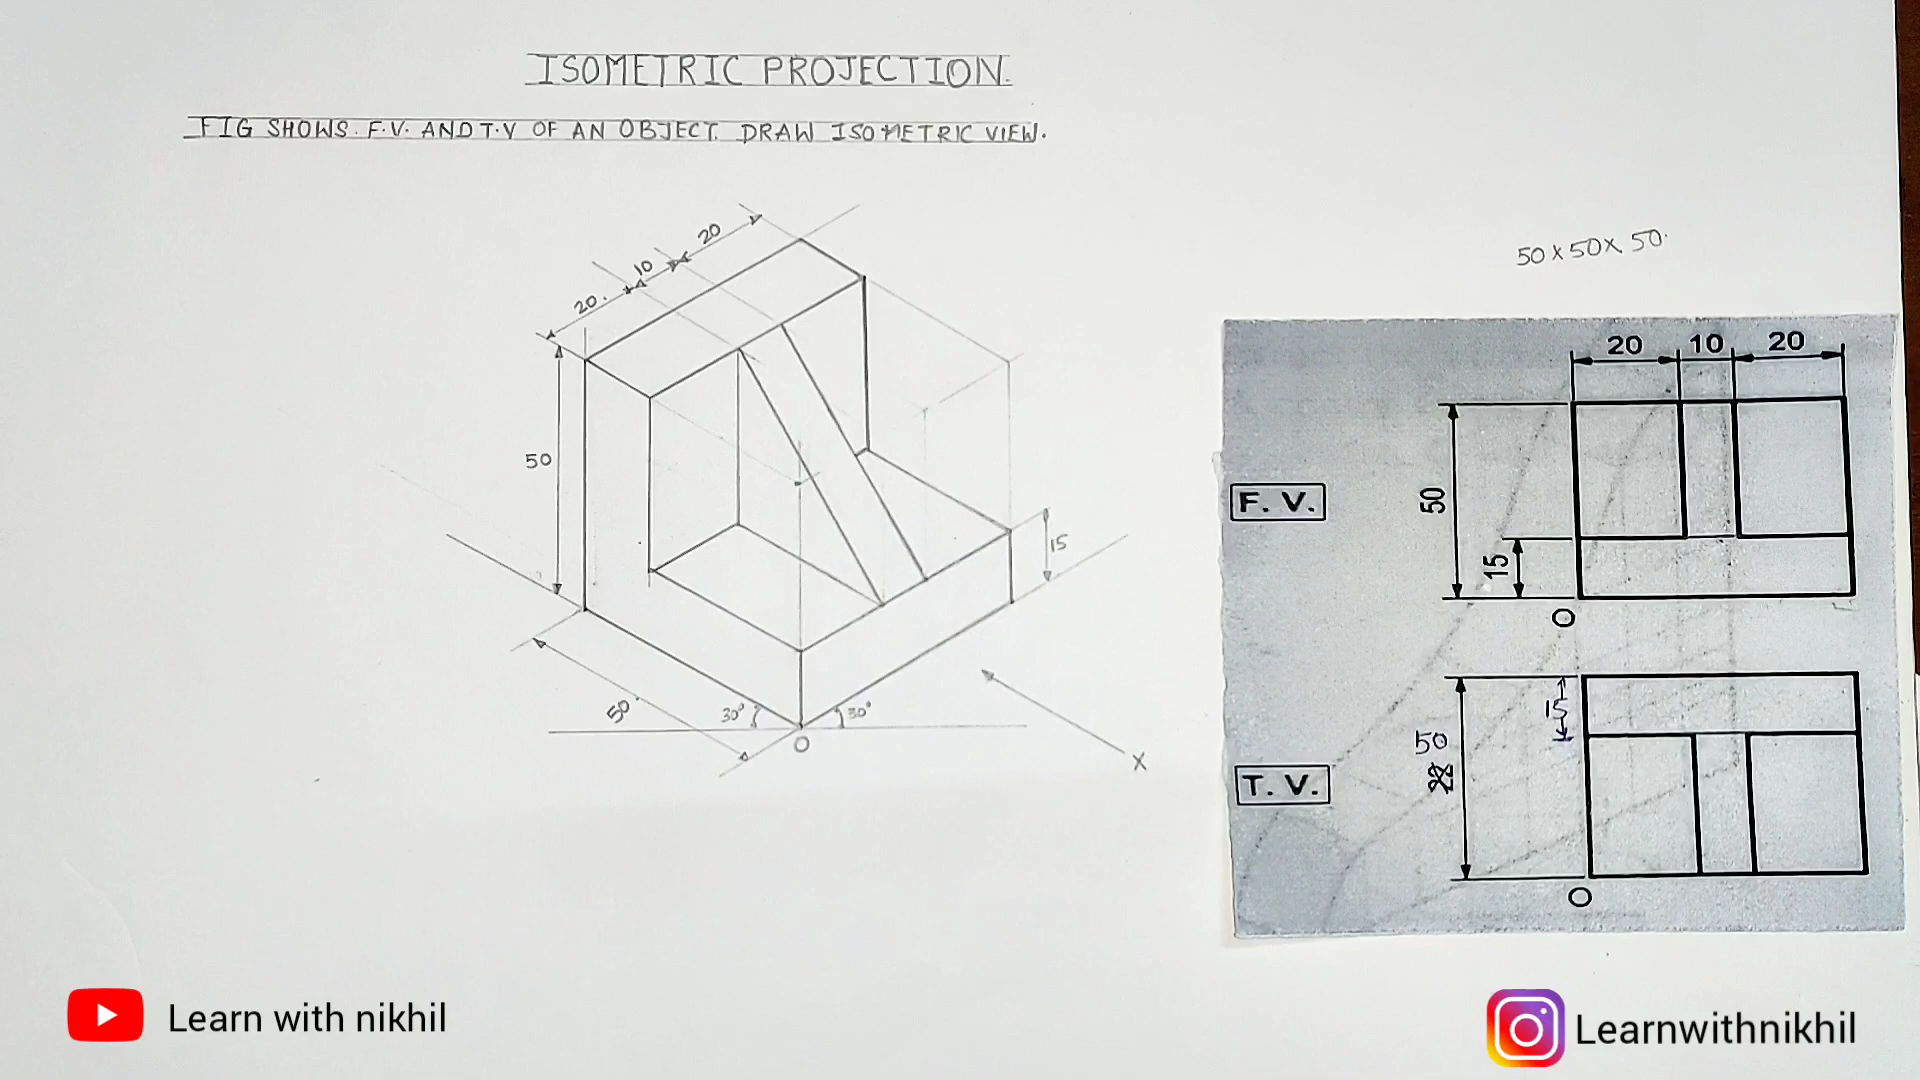 ISOMETRIC PROJECTION.
FIG SHOWS F.V. AND T.V OF AN OBJECT. DRAW ISOMETRIC VIEW.
20
10
20.
50
15
50
30°
30°
O
X
50 x 50 x 50.
20 10 20
F. V.
50
15
O
15
50
T. V.
O
Learn with nikhil
Learnwithnikhil